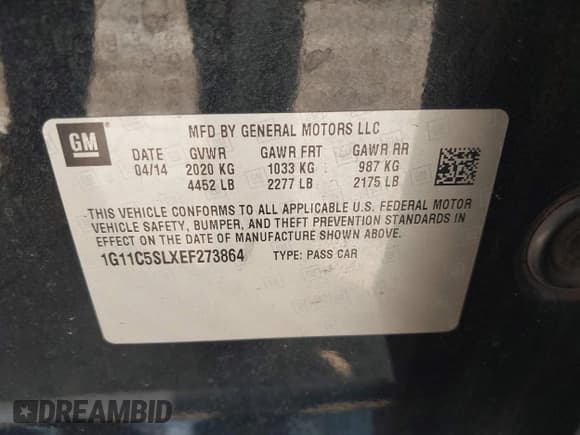 GM
MFD BY GENERAL MOTORS LLC
DATE GVWR GAWR FRT GAWR RR
04/14 2020 KG 1033 KG 987 KG
4452 LB 2277 LB 2175 LB
THIS VEHICLE CONFORMS TO ALL APPLICABLE U.S. FEDERAL MOTOR
VEHICLE SAFETY, BUMPER, AND THEFT PREVENTION STANDARDS IN
EFFECT ON THE DATE OF MANUFACTURE SHOWN ABOVE.
1G11C5SLXEF273864 TYPE: PASS CAR
DREAMBID